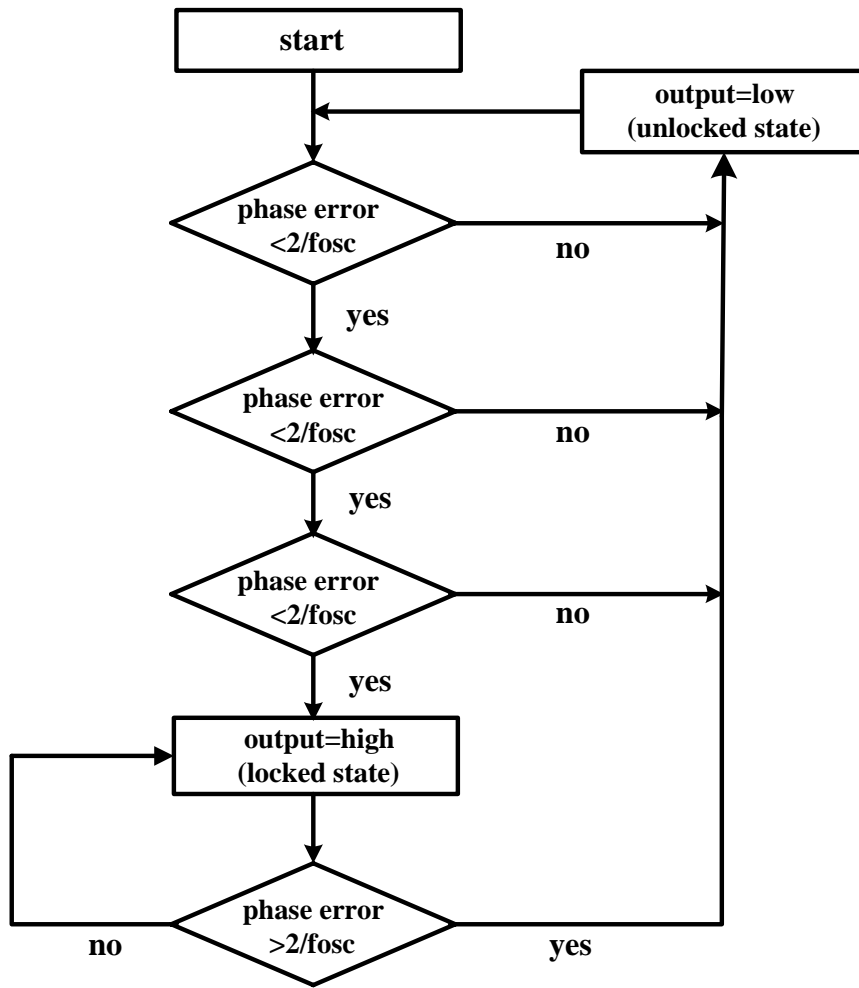 start
output=low
(unlocked state)
phase error
<2/fosc
no
yes
phase error
<2/fosc
no
yes
phase error
<2/fosc
no
yes
output=high
(locked state)
phase error
>2/fosc
no
yes